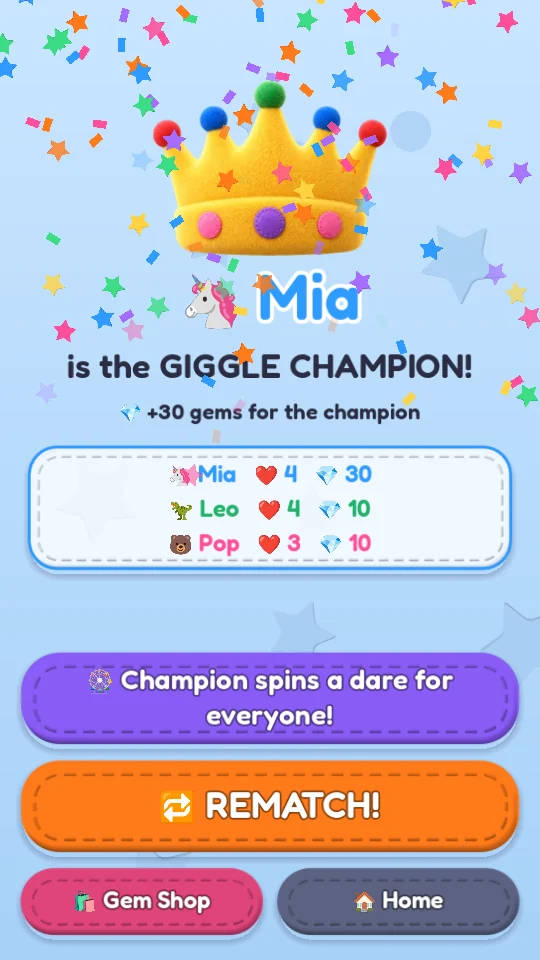 Mia
is the GIGGLE CHAMPION!
💎 +30 gems for the champion
Mia ❤️ 4 💎 30
Leo ❤️ 4 💎 10
Pop ❤️ 3 💎 10
Champion spins a dare for
everyone!
REMATCH!
Gem Shop
Home